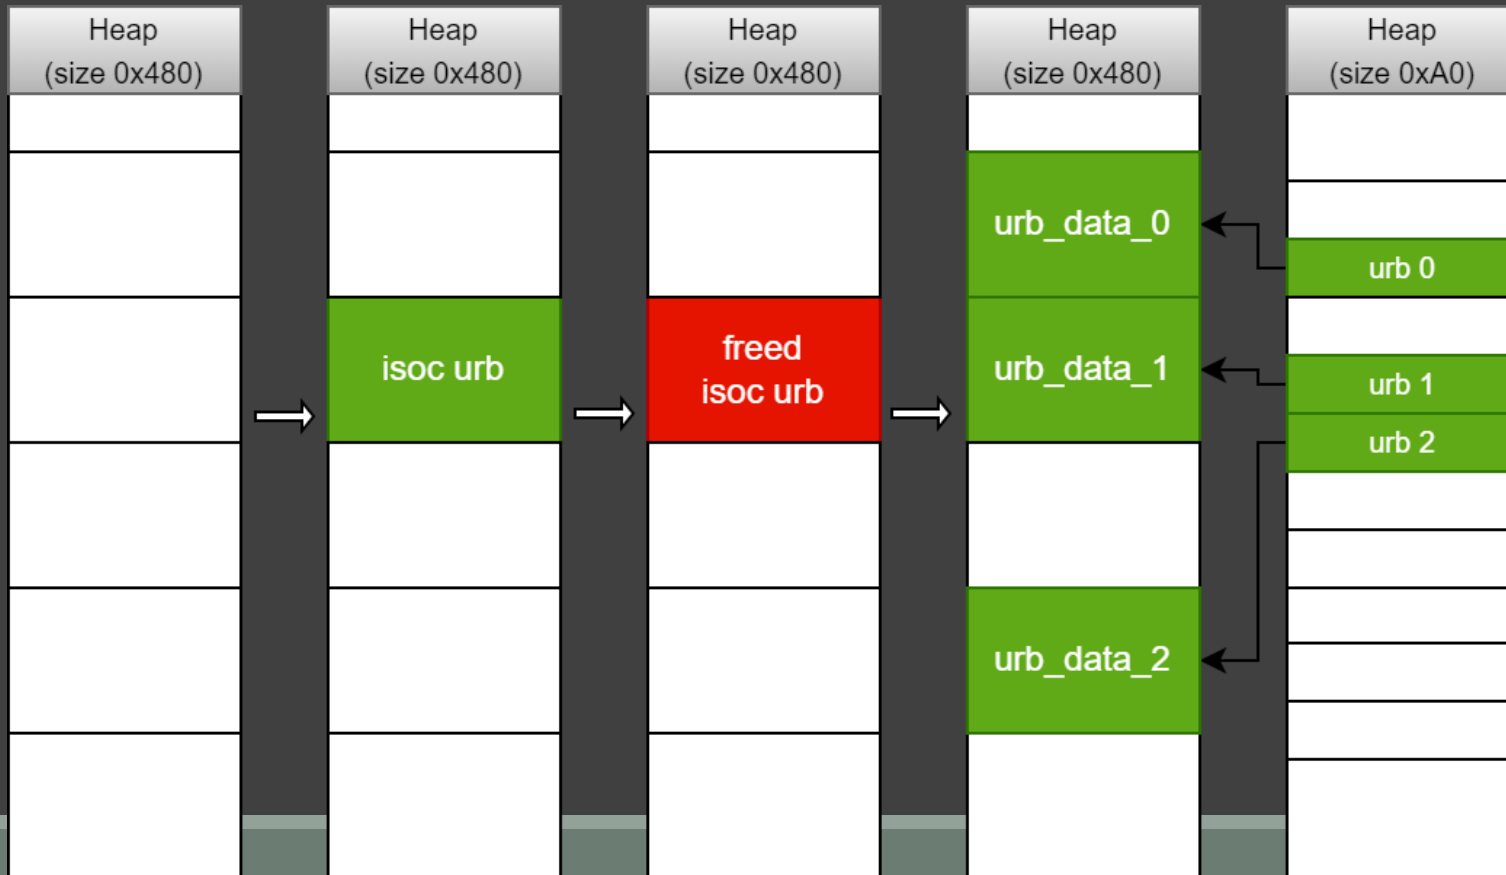 Heap
(size 0x480)
Heap
(size 0x480)
Heap
(size 0x480)
Heap
(size 0x480)
Heap
(size 0xA0)
isoc urb
freed
isoc urb
urb_data_0
urb_data_1
urb_data_2
urb 0
urb 1
urb 2